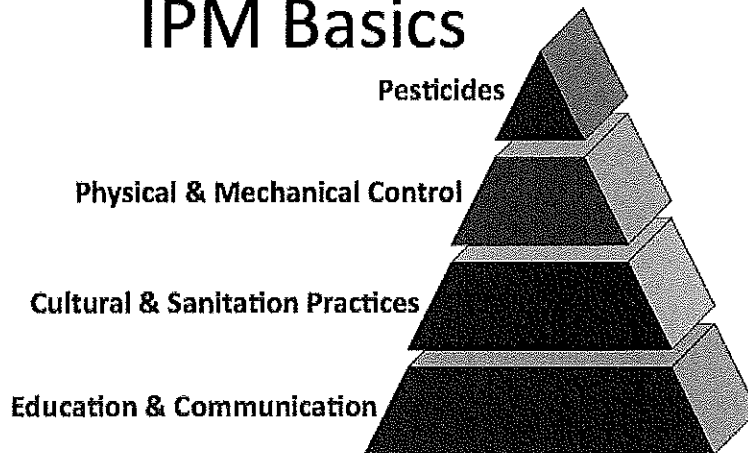 IPM Basics
Pesticides
Physical & Mechanical Control
Cultural & Sanitation Practices
Education & Communication